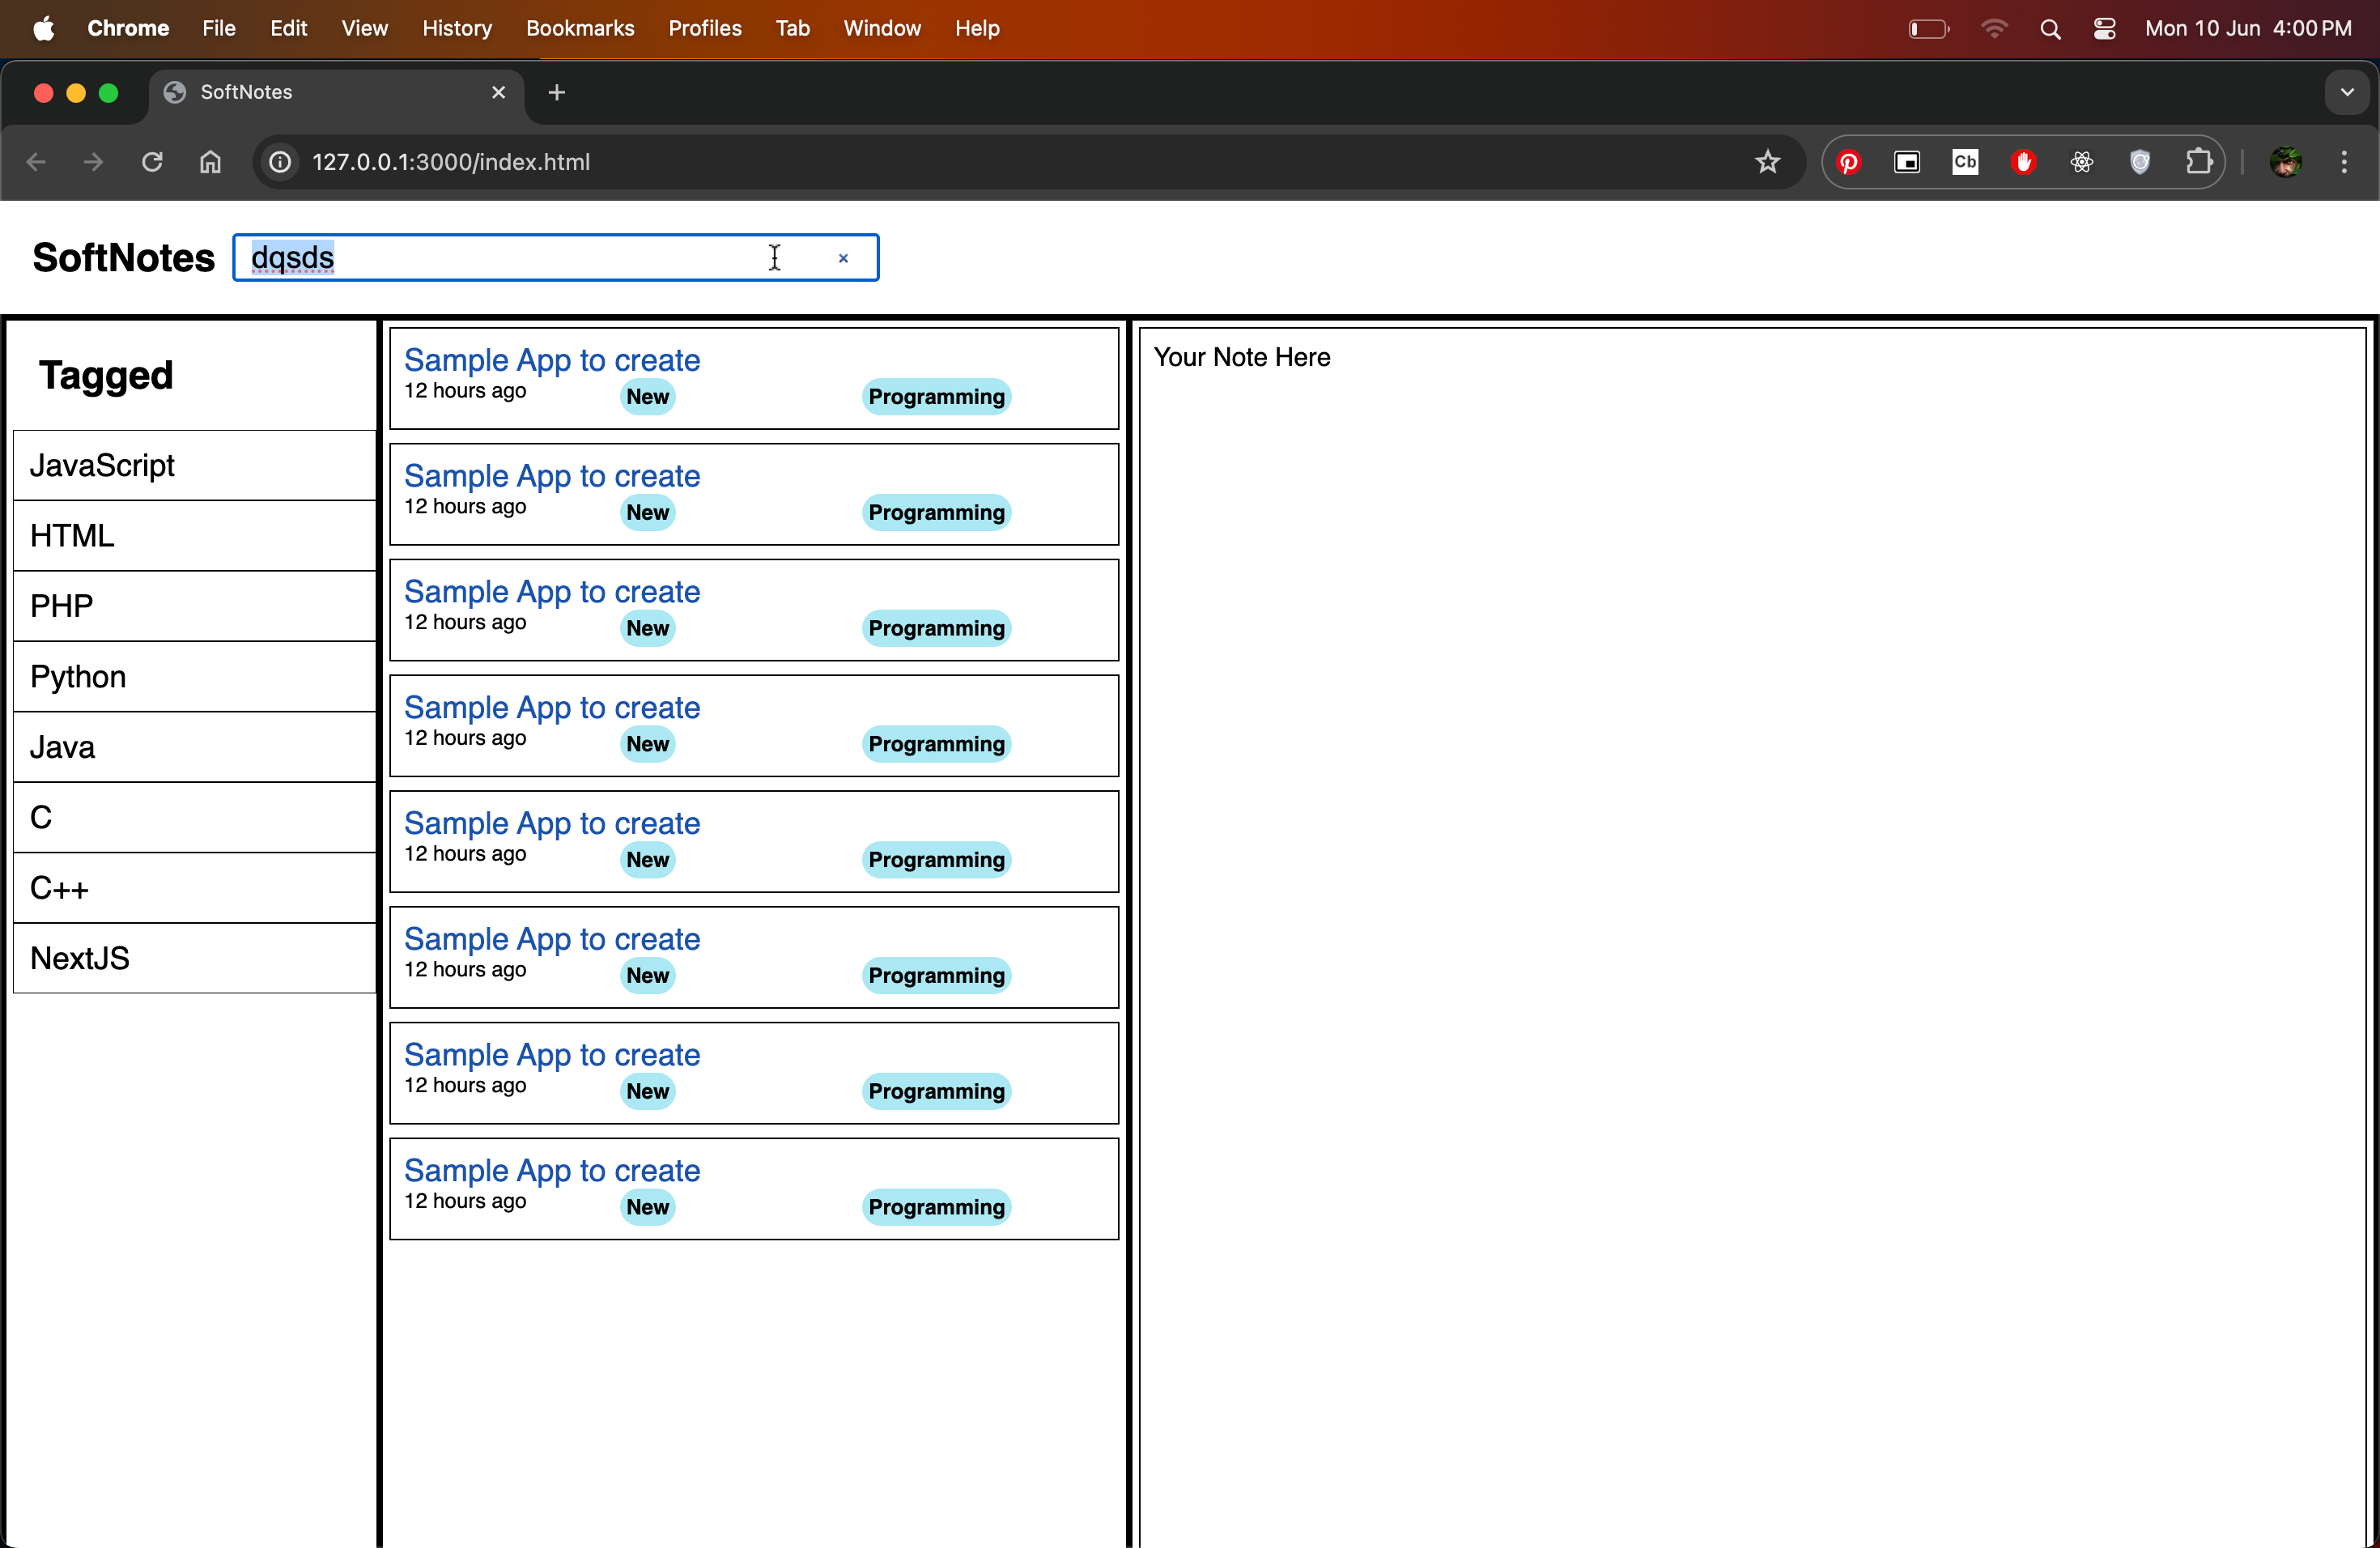 Chrome File Edit View History Bookmarks Profiles Tab Window Help Mon 10 Jun 4:00 PM
SoftNotes
127.0.0.1:3000/index.html
Cb
SoftNotes dqsds
Tagged
JavaScript
HTML
PHP
Python
Java
C
C++
NextJS
Sample App to create
12 hours ago New Programming
Sample App to create
12 hours ago New Programming
Sample App to create
12 hours ago New Programming
Sample App to create
12 hours ago New Programming
Sample App to create
12 hours ago New Programming
Sample App to create
12 hours ago New Programming
Sample App to create
12 hours ago New Programming
Sample App to create
12 hours ago New Programming
Your Note Here